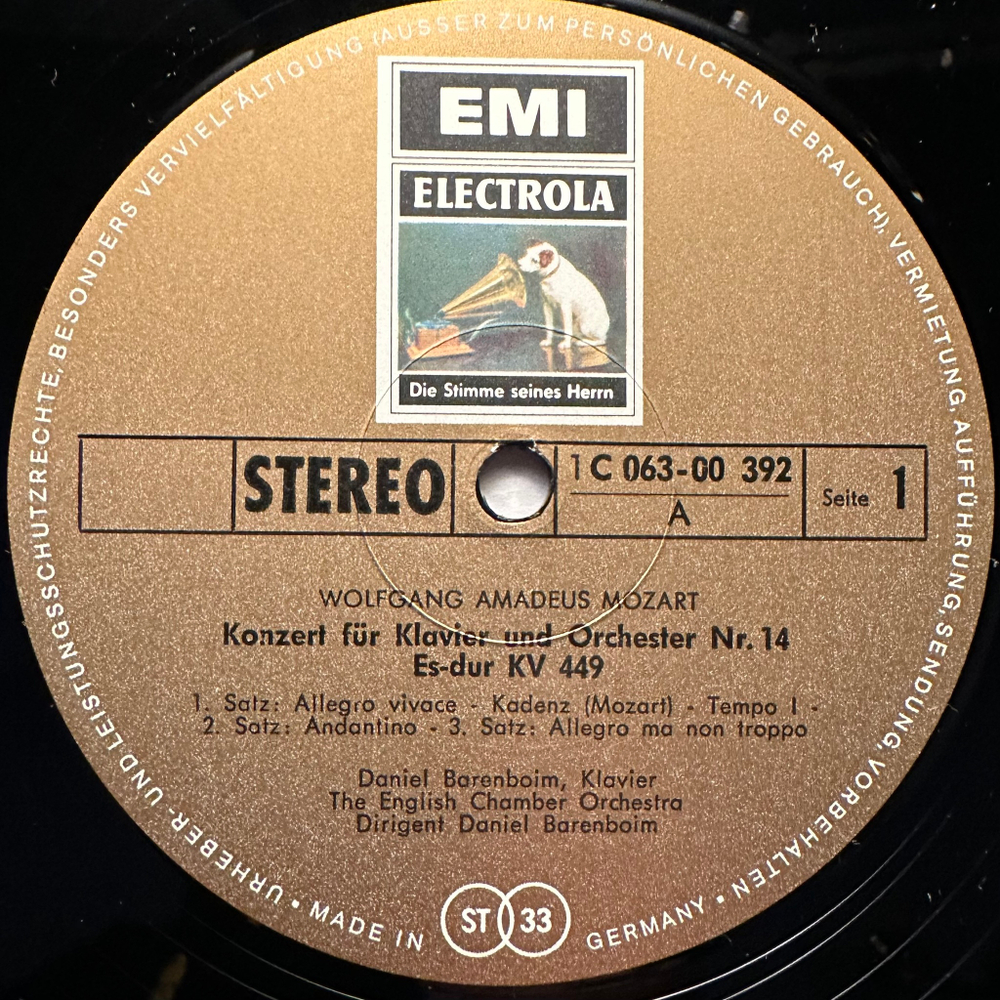 EMI
ELECTROLA
Die Stimme seines Herrn
STEREO
1 C 063-00 392
A
Seite 1
WOLFGANG AMADEUS MOZART
Konzert für Klavier und Orchester Nr. 14
Es-dur KV 449
1. Satz: Allegro vivace - Kadenz (Mozart) - Tempo I -
2. Satz: Andantino - 3. Satz: Allegro ma non troppo
Daniel Barenboim, Klavier
The English Chamber Orchestra
Dirigent Daniel Barenboim
URHEBER- UND LEISTUNGSSCHUTZRECHTE, BESONDERS VERVIELFÄLTIGUNG (AUSSER ZUM PERSÖNLICHEN GEBRAUCH), VERMIETUNG, AUFFÜHRUNG, SENDUNG, VORBEHALTEN
• MADE IN ST 33 GERMANY •